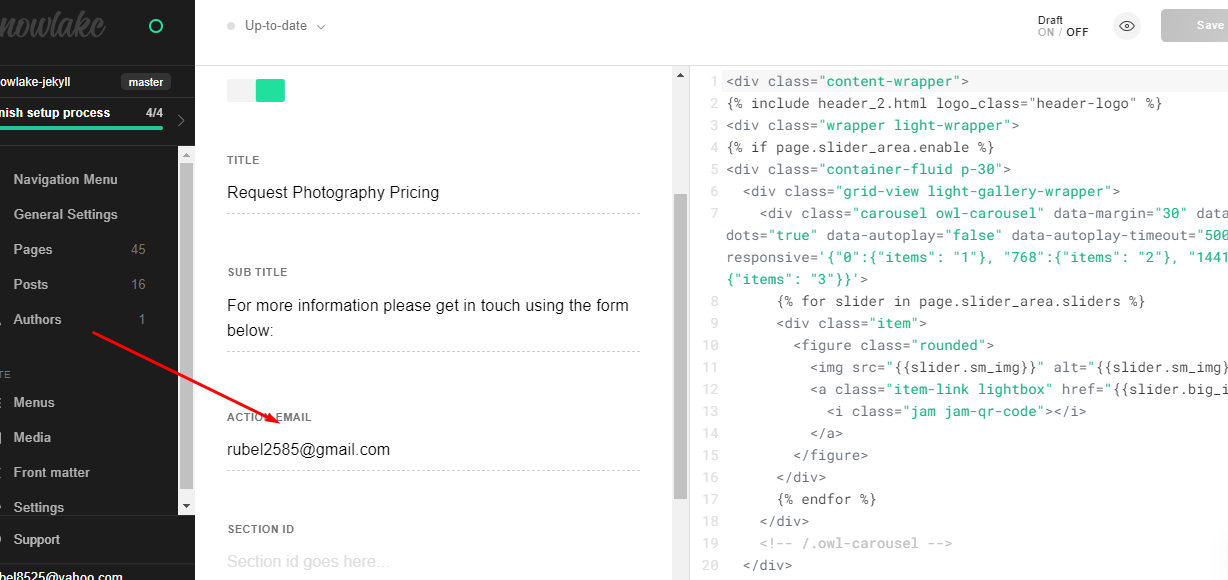 nowlake
owlake-jekyll
master
nish setup process
4/4
Navigation Menu
General Settings
Pages
45
Posts
16
Authors
1
TE
Menus
Media
Front matter
Settings
Support
bel8525@yahoo.com
Up-to-date
Draft
ON / OFF
Save
TITLE
Request Photography Pricing
SUB TITLE
For more information please get in touch using the form
below:
ACTION EMAIL
rubel2585@gmail.com
SECTION ID
Section id goes here...
1 <div class="content-wrapper">
2 {% include header_2.html logo_class="header-logo" %}
3 <div class="wrapper light-wrapper">
4 {% if page.slider_area.enable %}
5 <div class="container-fluid p-30">
6 <div class="grid-view light-gallery-wrapper">
7 <div class="carousel owl-carousel" data-margin="30" data
dots="true" data-autoplay="false" data-autoplay-timeout="500
responsive='{"0":{"items": "1"}, "768":{"items": "2"}, "1441
{"items": "3"}}'>
8 {% for slider in page.slider_area.sliders %}
9 <div class="item">
10 <figure class="rounded">
11 <img src="{{slider.sm_img}}" alt="{{slider.sm_img}
12 <a class="item-link lightbox" href="{{slider.big_i
13 <i class="jam jam-qr-code"></i>
14 </a>
15 </figure>
16 </div>
17 {% endfor %}
18 </div>
19 <!-- /.owl-carousel -->
20 </div>